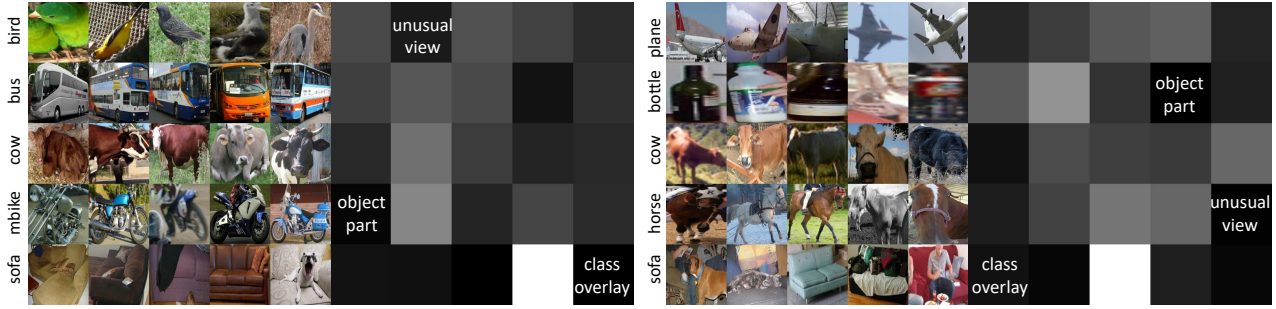 bird
unusual
view
bus
cow
mbike
object
part
sofa
class
overlay
plane
bottle
object
part
cow
horse
unusual
view
sofa
class
overlay